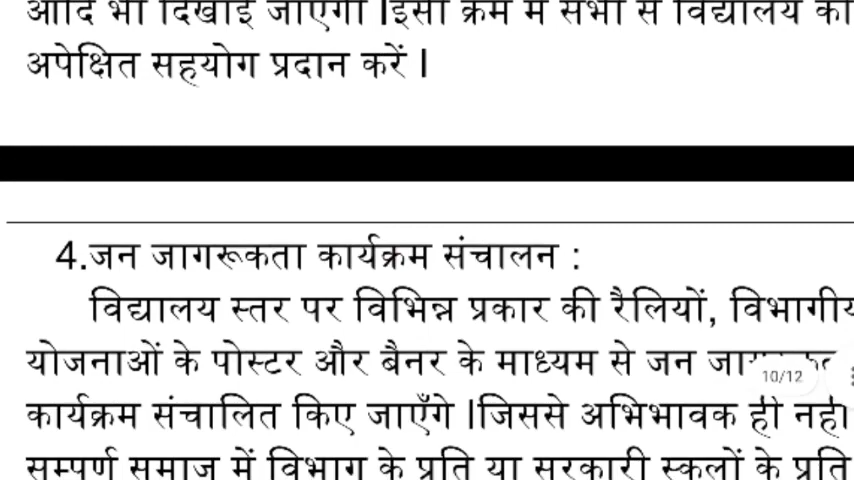 आदि भी दिखाई जाएंगी |इसी क्रम में सभी से विद्यालय को
अपेक्षित सहयोग प्रदान करें |
4.जन जागरूकता कार्यक्रम संचालन :
विद्यालय स्तर पर विभिन्न प्रकार की रैलियों, विभागीय
योजनाओं के पोस्टर और बैनर के माध्यम से जन
10/12
कार्यक्रम संचालित किए जाएँगे |जिससे अभिभावक ही नहीं
सम्पूर्ण समाज में विभाग के प्रति या सरकारी स्कूलों के प्रति